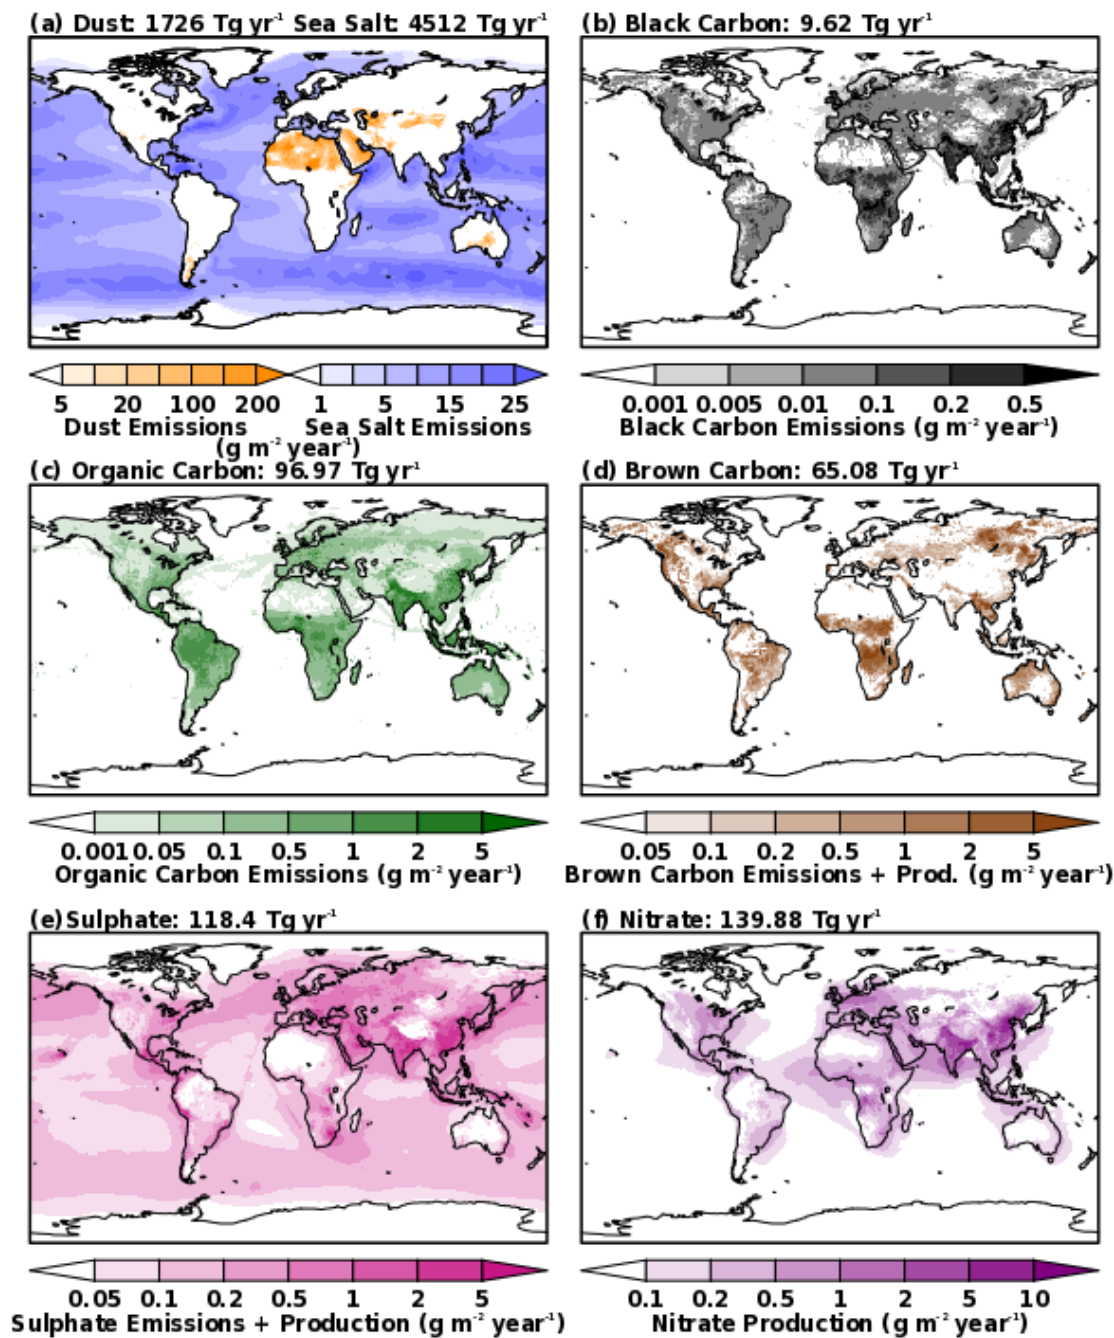 (a) Dust: 1726 Tg yr⁻¹ Sea Salt: 4512 Tg yr⁻¹
(b) Black Carbon: 9.62 Tg yr⁻¹
5 20 100 200 1 5 15 25
Dust Emissions Sea Salt Emissions
(g m⁻² year⁻¹)
0.001 0.005 0.01 0.1 0.2 0.5
Black Carbon Emissions (g m⁻² year⁻¹)
(c) Organic Carbon: 96.97 Tg yr⁻¹
(d) Brown Carbon: 65.08 Tg yr⁻¹
0.001 0.05 0.1 0.5 1 2 5
Organic Carbon Emissions (g m⁻² year⁻¹)
0.05 0.1 0.2 0.5 1 2 5
Brown Carbon Emissions + Prod. (g m⁻² year⁻¹)
(e) Sulphate: 118.4 Tg yr⁻¹
(f) Nitrate: 139.88 Tg yr⁻¹
0.05 0.1 0.2 0.5 1 2 5
Sulphate Emissions + Production (g m⁻² year⁻¹)
0.1 0.2 0.5 1 2 5 10
Nitrate Production (g m⁻² year⁻¹)